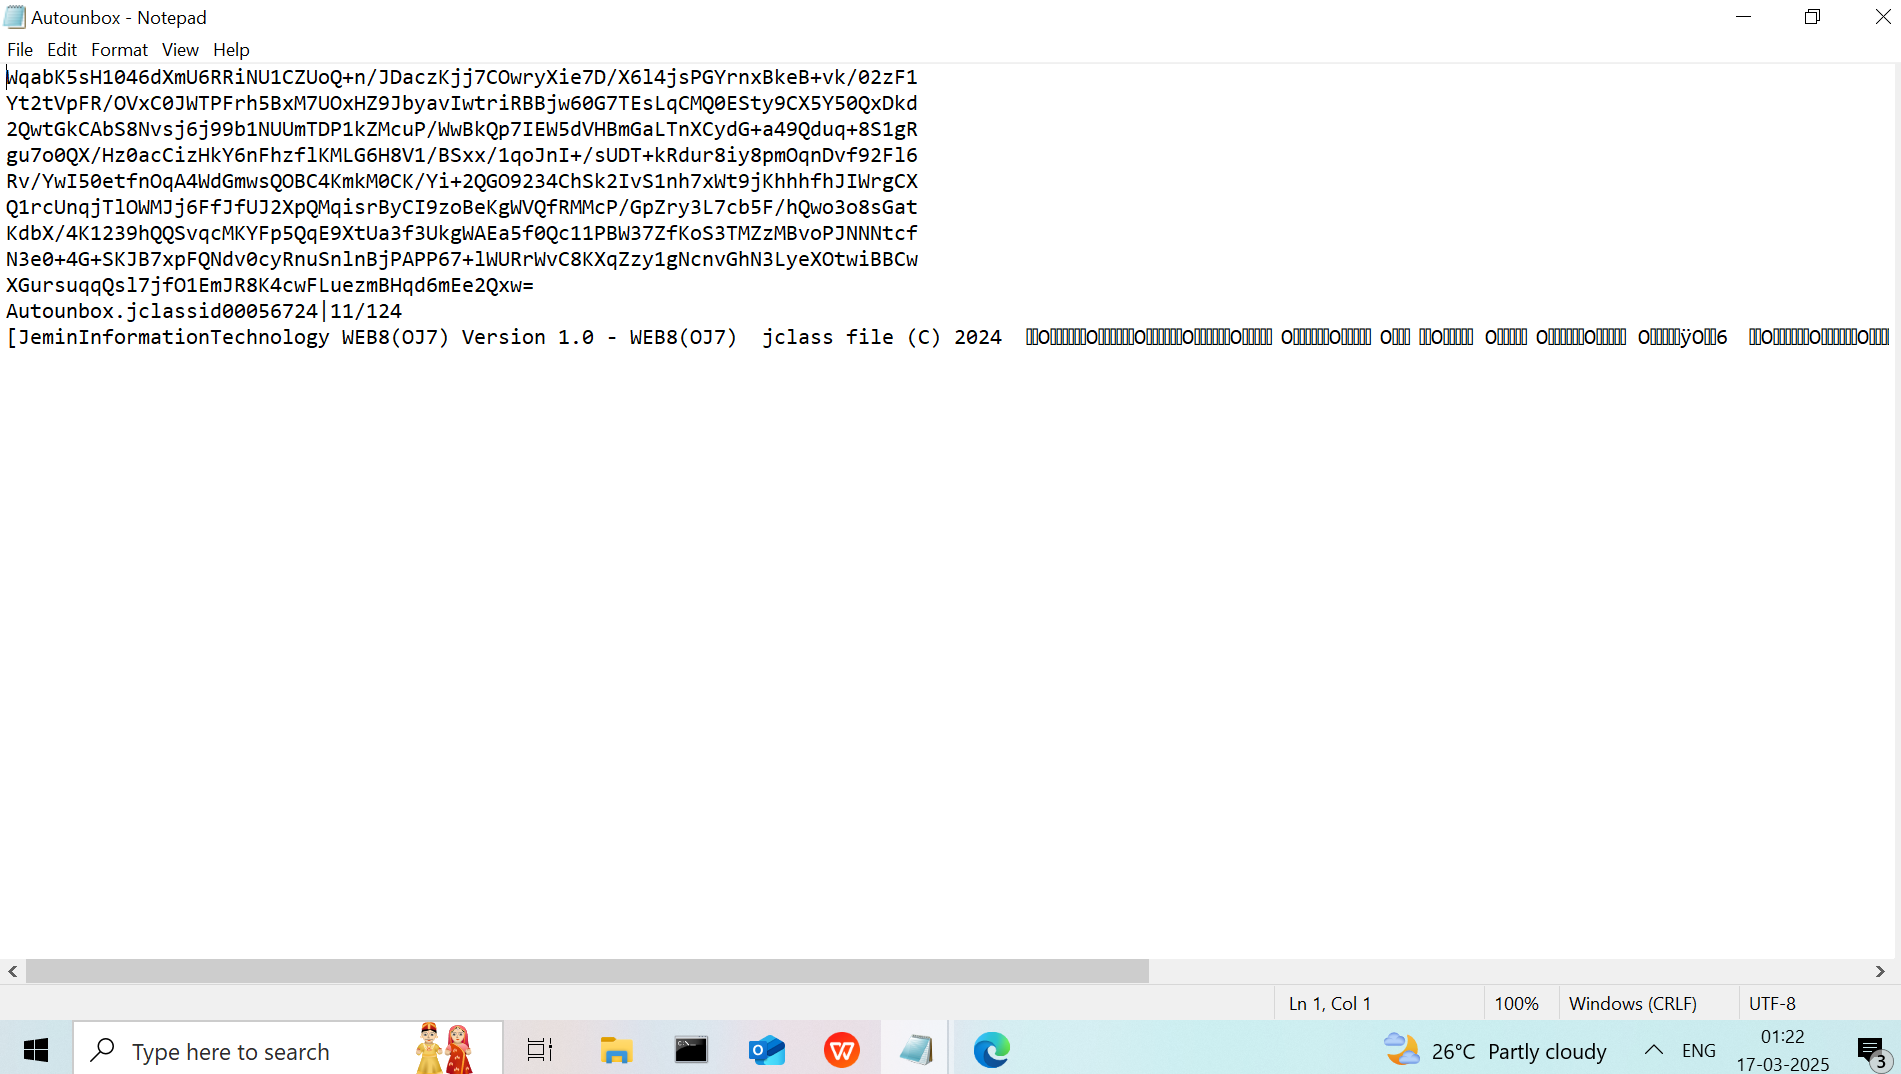 Autounbox - Notepad
File Edit Format View Help
WqabK5sH1046dXmU6RRiNU1CZUoQ+n/JDaczKjj7COwryXie7D/X6l4jsPGYrnxBkeB+vk/02zF1
Yt2tVpFR/OVxC0JWTPFrh5BxM7UOxHZ9JbyavIwtriRBBjw60G7TEsLqCMQ0ESty9CX5Y50QxDkd
2QwtGkCAbS8Nvsj6j99b1NUUmTDP1kZMcuP/WwBkQp7IEW5dVHBmGaLTnXCydG+a49Qduq+8S1gR
gu7o0QX/Hz0acCizHkY6nFhzflKMLG6H8V1/BSxx/1qoJnI+/sUDT+kRdur8iy8pmOqnDvf92Fl6
Rv/YwI50etfnOqA4WdGmwsQOBC4KmkM0CK/Yi+2QGO9234ChSk2IvS1nh7xWt9jKhhhfhJIWrgCX
Q1rcUnqjTlOWMJj6FfJfUJ2XpQMqisrByCI9zoBeKgWVQfRMMcP/GpZry3L7cb5F/hQwo3o8sGat
KdbX/4K1239hQQSvqcMKYFp5QqE9XtUa3f3UkgWAEa5f0Qc11PBW37ZfKoS3TMZzMBvoPJNNNtcf
N3e0+4G+SKJB7xpFQNdv0cyRnuSnlnBjPAPP67+lWURrWvC8KXqZzy1gNcnvGhN3LyeXOtwiBBCw
XGursuqqQsl7jfO1EmJR8K4cwFLuezmBHqd6mEe2Qxw=
Autounbox.jclassid00056724|11/124
[JeminInformationTechnology WEB8(OJ7) Version 1.0 - WEB8(OJ7)  jclass file (C) 2024
Ln 1, Col 1 100% Windows (CRLF) UTF-8
Type here to search
26°C Partly cloudy ENG
01:22
17-03-2025
3